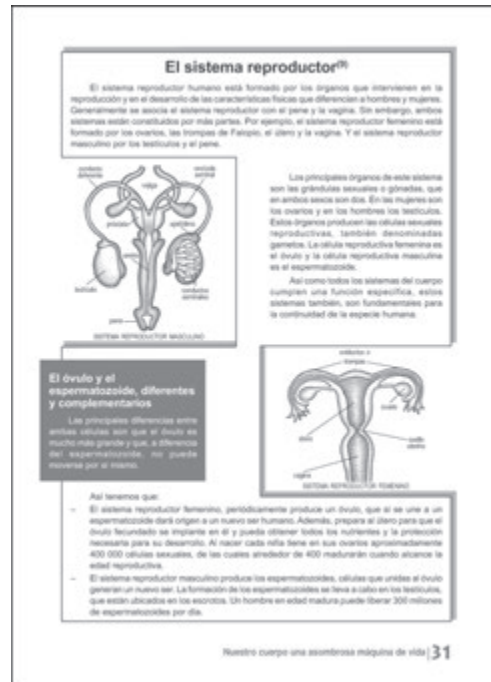 El sistema reproductor(9)
El sistema reproductor humano está formado por los órganos que intervienen en la
reproducción y en el desarrollo de las características físicas que diferencian a hombres y mujeres.
Generalmente se asocia el sistema reproductor con el pene y la vagina. Sin embargo, ambos
sistemas están constituidos por más partes. Por ejemplo, el sistema reproductor femenino está
formado por los ovarios, las trompas de Falopio, el útero y la vagina. Y el sistema reproductor
masculino por los testículos y el pene.
conducto
deferente
vesícula
seminal
vejiga
próstata
epidídimo
uretra
testículo
conductos
seminales
pene
SISTEMA REPRODUCTOR MASCULINO
Los principales órganos de este sistema
son las glándulas sexuales o gónadas, que
en ambos sexos son dos. En las mujeres son
los ovarios y en los hombres los testículos.
Estos órganos producen las células sexuales
reproductivas, también denominadas
gametos. La célula reproductiva femenina es
el óvulo y la célula reproductiva masculina
es el espermatozoide.
Así como todos los sistemas del cuerpo
cumplen una función específica, estos
sistemas también, son fundamentales para
la continuidad de la especie humana.
El óvulo y el
espermatozoide, diferentes
y complementarios
Las principales diferencias entre
ambas células son que el óvulo es
mucho más grande y que, a diferencia
del espermatozoide, no puede
moverse por sí mismo.
oviductos o
trompas
ovario
útero
cuello
uterino
vagina
SISTEMA REPRODUCTOR FEMENINO
Así tenemos que:
– El sistema reproductor femenino, periódicamente produce un óvulo, que si se une a un
espermatozoide dará origen a un nuevo ser humano. Además, prepara al útero para que el
óvulo fecundado se implante en él y pueda obtener todos los nutrientes y la protección
necesaria para su desarrollo. Al nacer cada niña tiene en sus ovarios aproximadamente
400 000 células sexuales, de las cuales alrededor de 400 madurarán cuando alcance la
edad reproductiva.
– El sistema reproductor masculino produce los espermatozoides, células que unidas al óvulo
generan un nuevo ser. La formación de los espermatozoides se lleva a cabo en los testículos,
que están ubicados en los escrotos. Un hombre en edad madura puede liberar 300 millones
de espermatozoides por día.
Nuestro cuerpo una asombrosa máquina de vida | 31